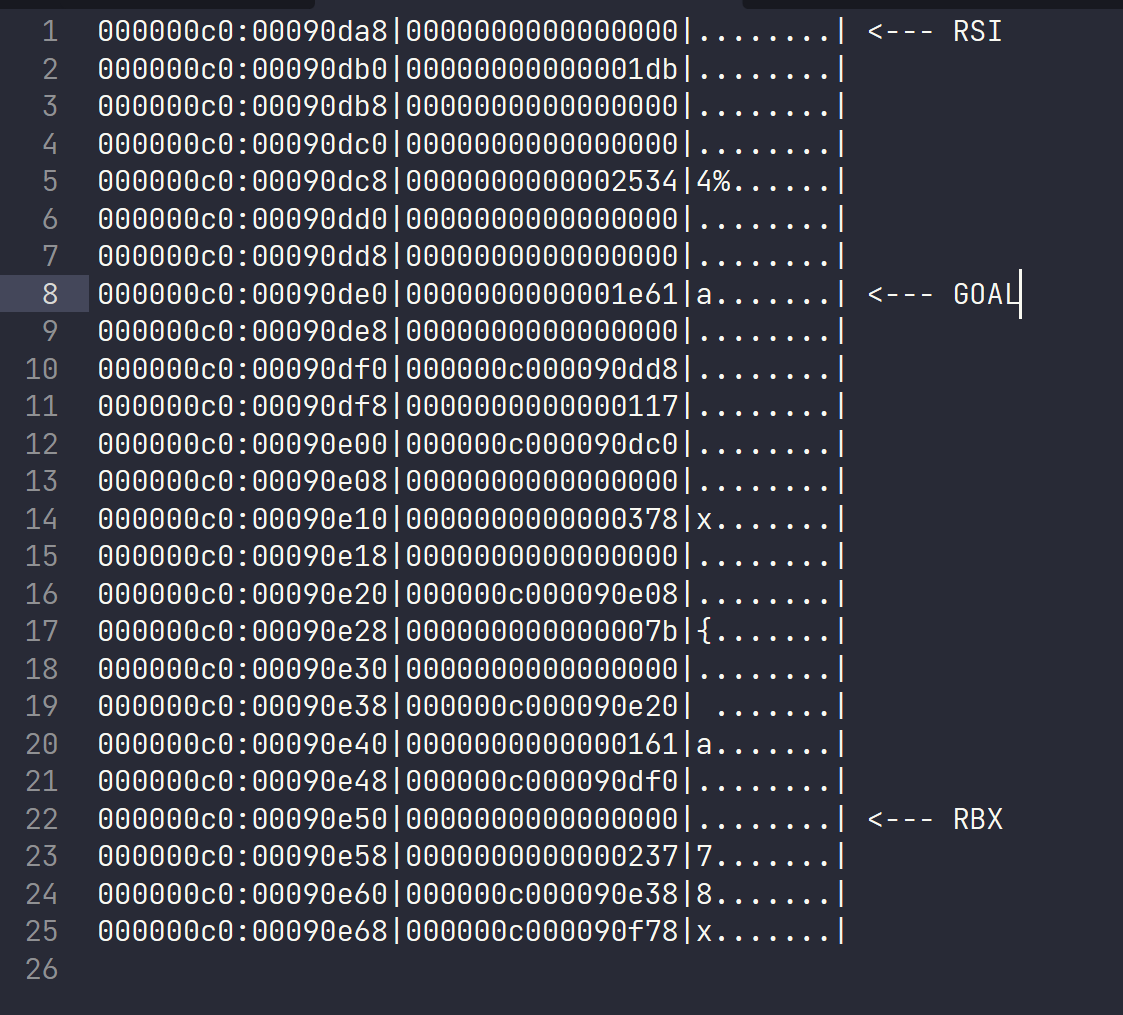 1 000000c0:00090da8|0000000000000000|........| <--- RSI
2 000000c0:00090db0|00000000000001db|........|
3 000000c0:00090db8|0000000000000000|........|
4 000000c0:00090dc0|0000000000000000|........|
5 000000c0:00090dc8|0000000000002534|4%......|
6 000000c0:00090dd0|0000000000000000|........|
7 000000c0:00090dd8|0000000000000000|........|
8 000000c0:00090de0|0000000000001e61|a.......| <--- GOAL
9 000000c0:00090de8|0000000000000000|........|
10 000000c0:00090df0|000000c000090dd8|........|
11 000000c0:00090df8|0000000000000117|........|
12 000000c0:00090e00|000000c000090dc0|........|
13 000000c0:00090e08|0000000000000000|........|
14 000000c0:00090e10|0000000000000378|x.......|
15 000000c0:00090e18|0000000000000000|........|
16 000000c0:00090e20|000000c000090e08|........|
17 000000c0:00090e28|000000000000007b|{.......|
18 000000c0:00090e30|0000000000000000|........|
19 000000c0:00090e38|000000c000090e20| .......|
20 000000c0:00090e40|0000000000000161|a.......|
21 000000c0:00090e48|000000c000090df0|........|
22 000000c0:00090e50|0000000000000000|........| <--- RBX
23 000000c0:00090e58|0000000000000237|7.......|
24 000000c0:00090e60|000000c000090e38|8.......|
25 000000c0:00090e68|000000c000090f78|x.......|
26